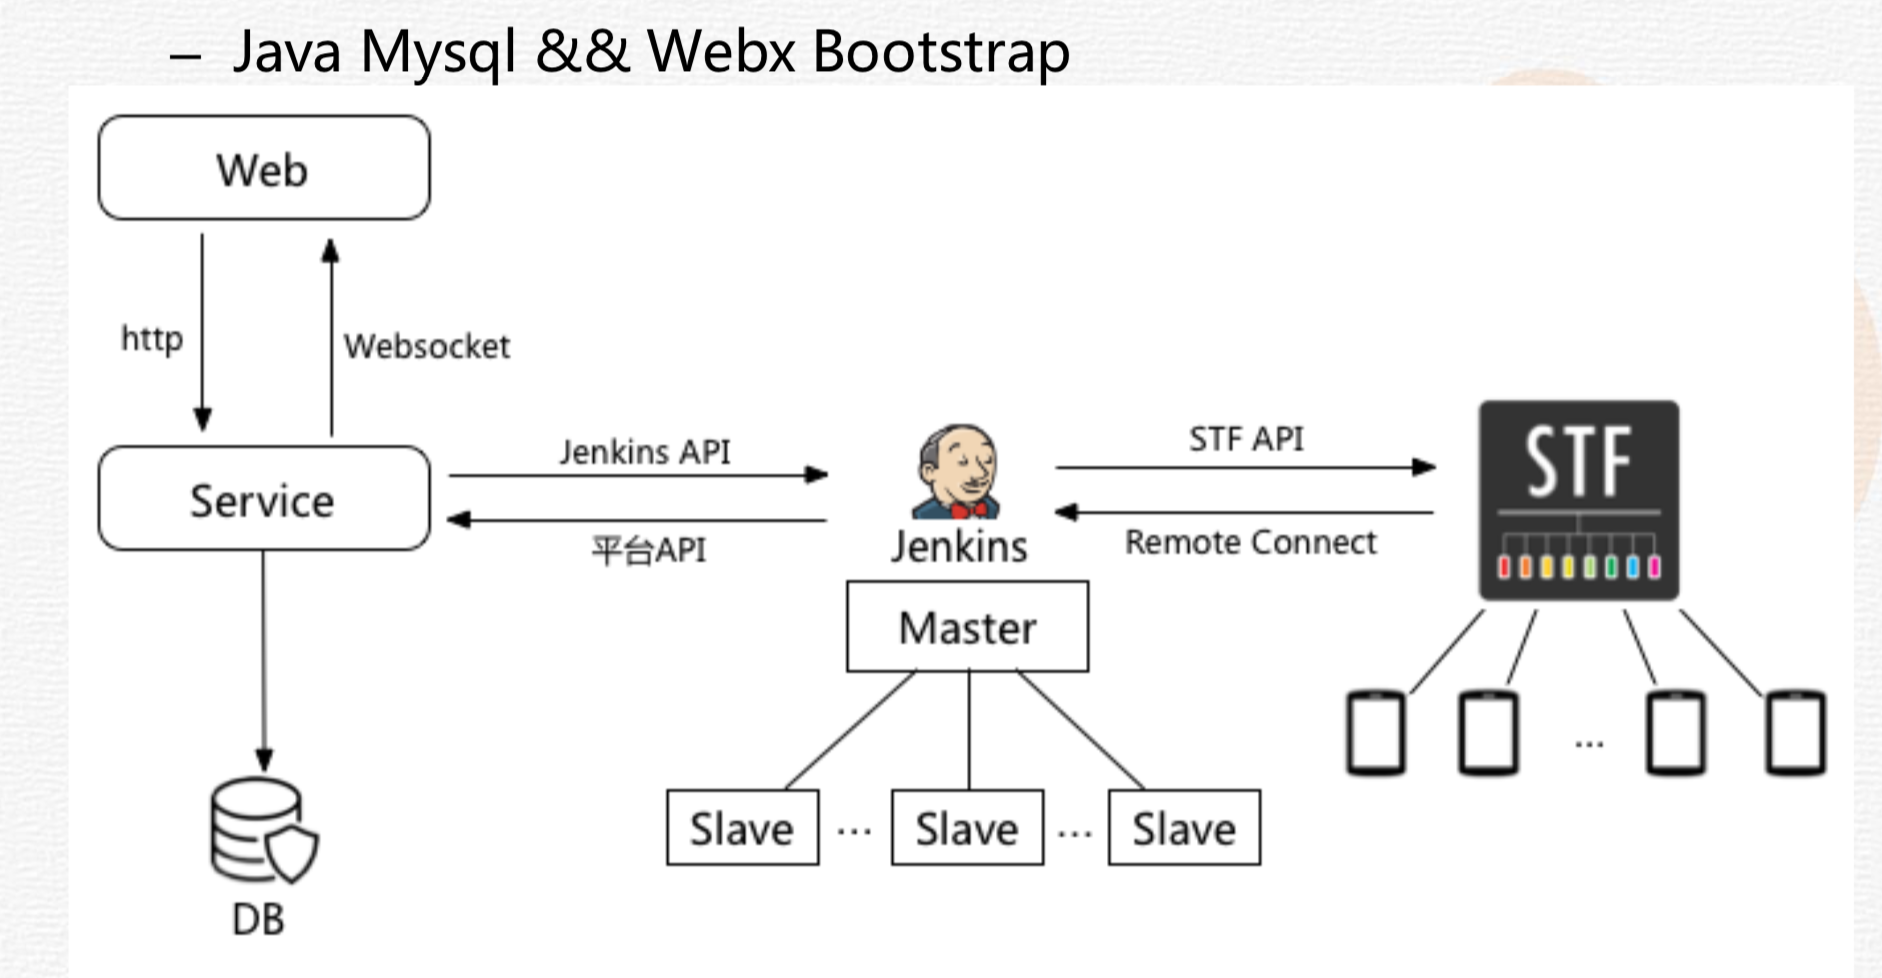 – Java Mysql && Webx Bootstrap
Web
http
Websocket
Service
Jenkins API
平台API
Jenkins
STF API
Remote Connect
STF
Master
...
Slave ... Slave ... Slave
DB